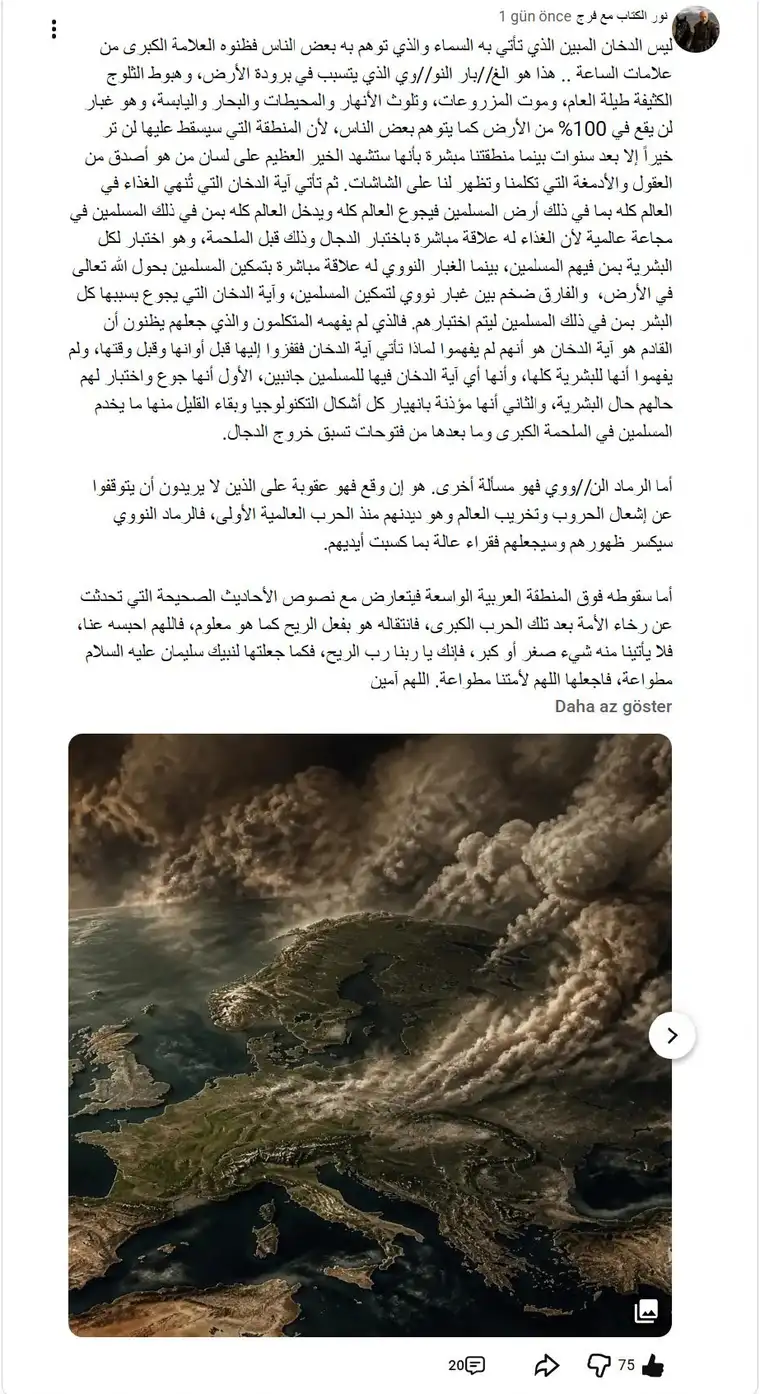 نور الكتاب مع فرج 1 gün önce
ليس الدخان المبين الذي تأتي به السماء والذي توهم به بعض الناس فظنوه العلامة الكبرى من
علامات الساعة .. هذا هو الغ//بار النو//وي الذي يتسبب في برودة الأرض، وهبوط الثلوج
الكثيفة طيلة العام، وموت المزروعات، وتلوث الأنهار والمحيطات والبحار واليابسة، وهو غبار
لن يقع في 100% من الأرض كما يتوهم بعض الناس، لأن المنطقة التي سيسقط عليها لن تر
خيراً إلا بعد سنوات بينما منطقتنا مبشرة بأنها ستشهد الخير العظيم على لسان من هو أصدق من
العقول والأدمغة التي تكلمنا وتظهر لنا على الشاشات. ثم تأتي آية الدخان التي تُنهي الغذاء في
العالم كله بما في ذلك أرض المسلمين فيجوع العالم كله ويدخل العالم كله بمن في ذلك المسلمين في
مجاعة عالمية لأن الغذاء له علاقة مباشرة باختبار الدجال وذلك قبل الملحمة، وهو اختبار لكل
البشرية بمن فيهم المسلمين، بينما الغبار النووي له علاقة مباشرة بتمكين المسلمين بحول الله تعالى
في الأرض، والفارق ضخم بين غبار نووي لتمكين المسلمين، وآية الدخان التي يجوع بسببها كل
البشر بمن في ذلك المسلمين ليتم اختبارهم. فالذي لم يفهمه المتكلمون والذي جعلهم يظنون أن
القادم هو آية الدخان هو أنهم لم يفهموا لماذا تأتي آية الدخان فقفزوا إليها قبل أوانها وقبل وقتها، ولم
يفهموا أنها للبشرية كلها، وأنها أي آية الدخان فيها للمسلمين جانبين، الأول أنها جوع واختبار لهم
حالهم حال البشرية، والثاني أنها مؤذنة بانهيار كل أشكال التكنولوجيا وبقاء القليل منها ما يخدم
المسلمين في الملحمة الكبرى وما بعدها من فتوحات تسبق خروج الدجال.
أما الرماد الن//ووي فهو مسألة أخرى. هو إن وقع فهو عقوبة على الذين لا يريدون أن يتوقفوا
عن إشعال الحروب وتخريب العالم وهو ديدنهم منذ الحرب العالمية الأولى، فالرماد النووي
سيكسر ظهورهم وسيجعلهم فقراء عالة بما كسبت أيديهم.
أما سقوطه فوق المنطقة العربية الواسعة فيتعارض مع نصوص الأحاديث الصحيحة التي تحدثت
عن رخاء الأمة بعد تلك الحرب الكبرى، فانتقاله هو بفعل الريح كما هو معلوم، فاللهم احبسه عنا،
فلا يأتينا منه شيء صغر أو كبر، فإنك يا ربنا رب الريح، فكما جعلتها لنبيك سليمان عليه السلام
مطواعة، فاجعلها اللهم لأمتنا مطواعة. اللهم آمين
Daha az göster
20 75